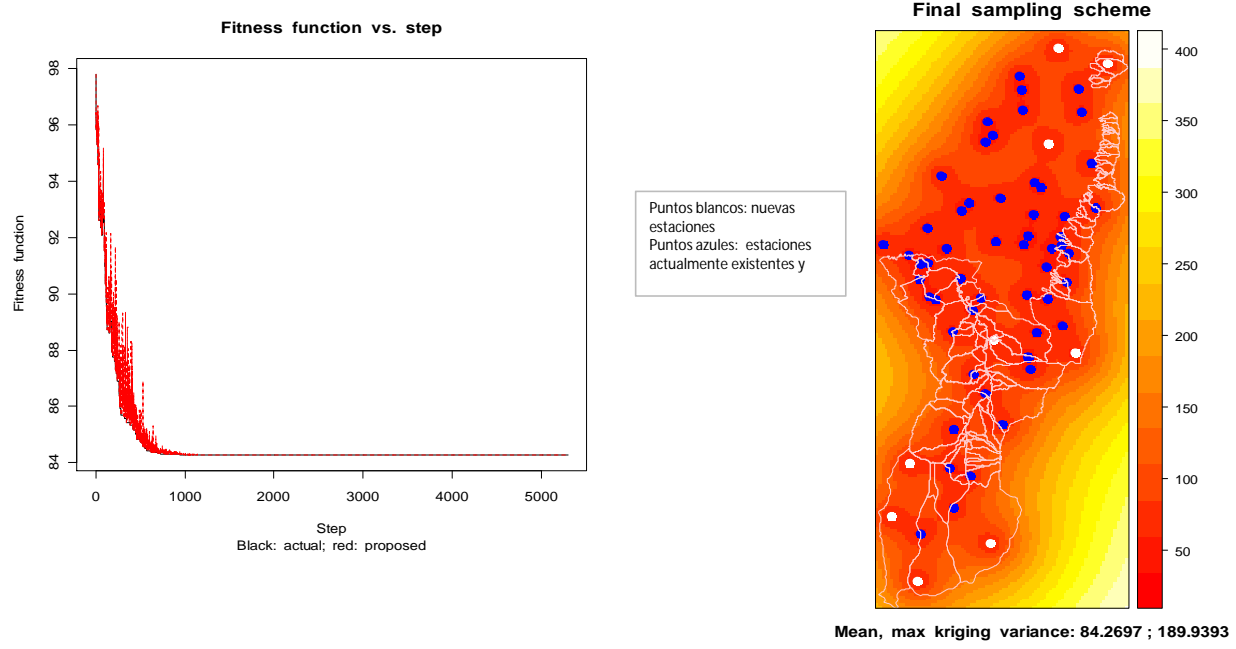 Fitness function vs. step
Fitness function
98
96
94
92
90
88
86
84
0 1000 2000 3000 4000 5000
Step
Black: actual; red: proposed
Puntos blancos: nuevas
estaciones
Puntos azules: estaciones
actualmente existentes y
Final sampling scheme
400
350
300
250
200
150
100
50
Mean, max kriging variance: 84.2697 ; 189.9393